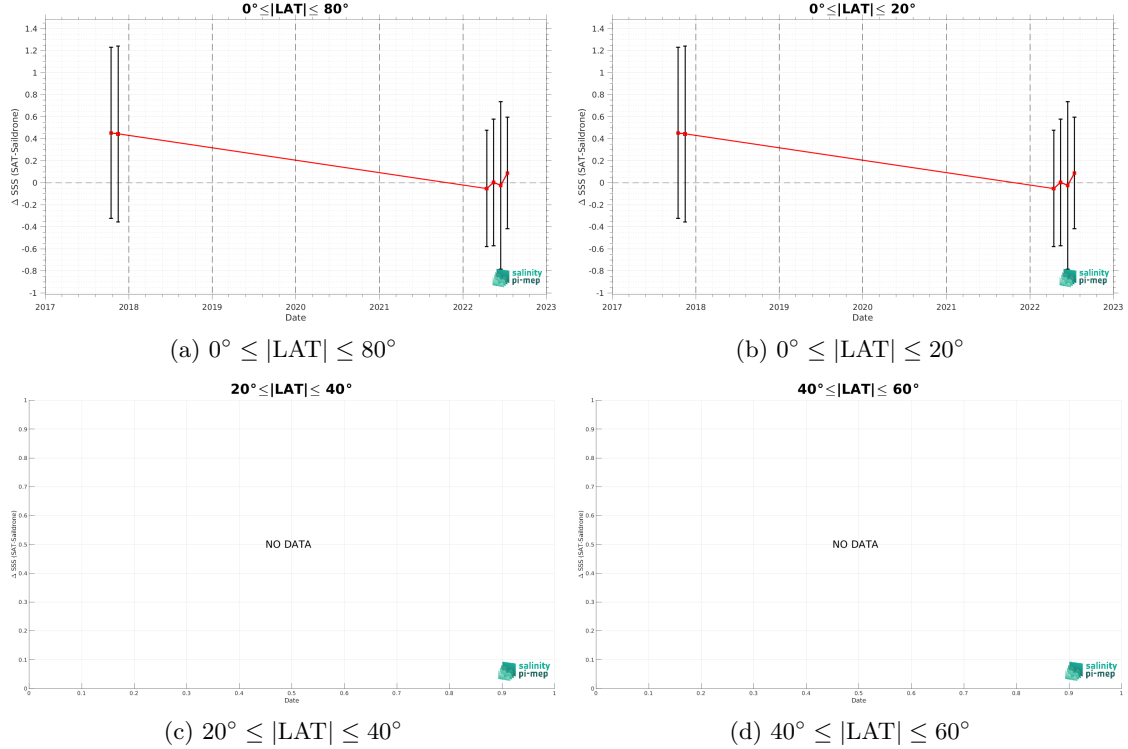 0°≤|LAT|≤ 80°
Δ SSS (SAT-Saildrone)
1.4
1.2
1
0.8
0.6
0.4
0.2
0
-0.2
-0.4
-0.6
-0.8
-1
2017 2018 2019 2020 2021 2022 2023
Date
salinity
pi-mep
(a) 0° ≤ |LAT| ≤ 80°
0°≤|LAT|≤ 20°
Δ SSS (SAT-Saildrone)
1.4
1.2
1
0.8
0.6
0.4
0.2
0
-0.2
-0.4
-0.6
-0.8
-1
2017 2018 2019 2020 2021 2022 2023
Date
salinity
pi-mep
(b) 0° ≤ |LAT| ≤ 20°
20°≤|LAT|≤ 40°
Δ SSS (SAT-Saildrone)
1
0.9
0.8
0.7
0.6
0.5
0.4
0.3
0.2
0.1
0
NO DATA
0 0.1 0.2 0.3 0.4 0.5 0.6 0.7 0.8 0.9 1
Date
salinity
pi-mep
(c) 20° ≤ |LAT| ≤ 40°
40°≤|LAT|≤ 60°
Δ SSS (SAT-Saildrone)
1
0.9
0.8
0.7
0.6
0.5
0.4
0.3
0.2
0.1
0
NO DATA
0 0.1 0.2 0.3 0.4 0.5 0.6 0.7 0.8 0.9 1
Date
salinity
pi-mep
(d) 40° ≤ |LAT| ≤ 60°